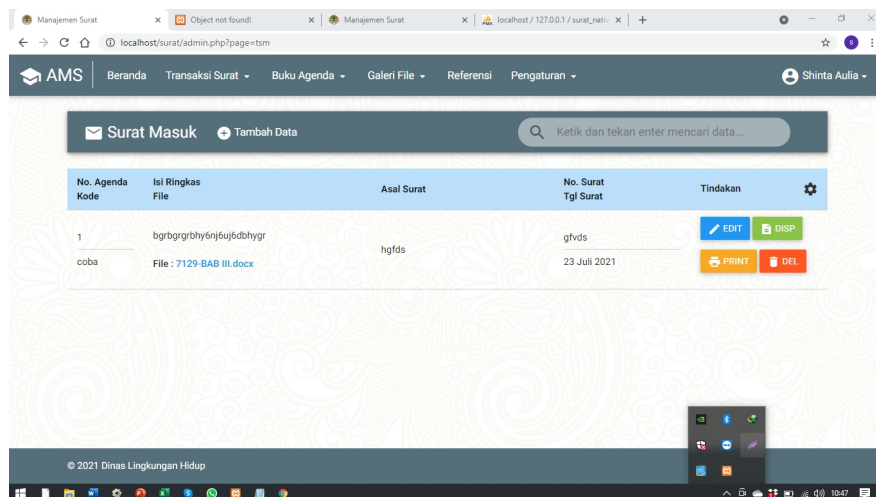 Manajemen Surat
Object not found!
Manajemen Surat
localhost / 127.0.0.1 / surat_nativ
localhost/surat/admin.php?page=tsm
S
AMS
Beranda
Transaksi Surat
Buku Agenda
Galeri File
Referensi
Pengaturan
Shinta Aulia
Surat Masuk
Tambah Data
Ketik dan tekan enter mencari data...
No. Agenda
Kode
Isi Ringkas
File
Asal Surat
No. Surat
Tgl Surat
Tindakan
1
coba
bgrbgrgrbhy6nj6uj6dbhygr
File : 7129-BAB III.docx
hgfds
gfvds
23 Juli 2021
EDIT
DISP
PRINT
DEL
© 2021 Dinas Lingkungan Hidup
10:47